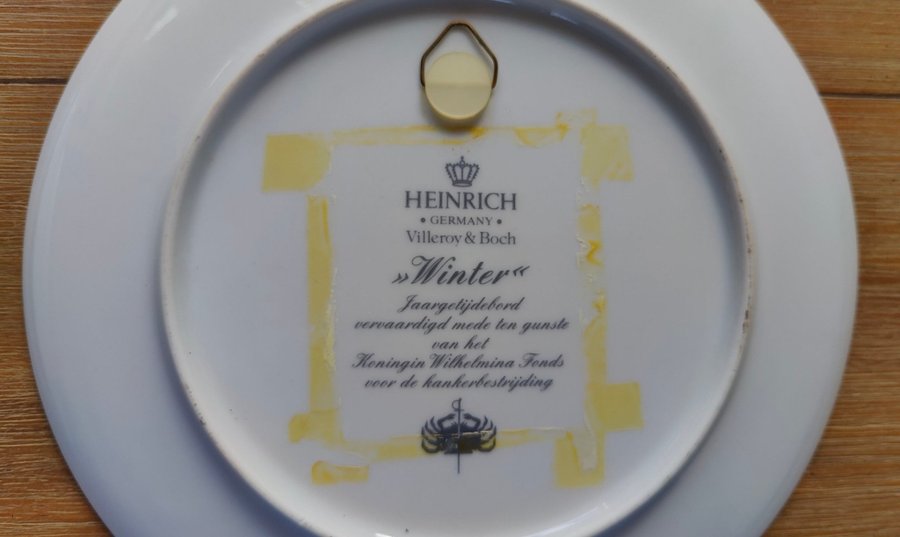 HEINRICH
• GERMANY •
Villeroy & Boch
»Winter«
Jaargetijdebord
vervaardigd mede ten gunste
van het
Koningin Wilhelmina Fonds
voor de kankerbestrijding